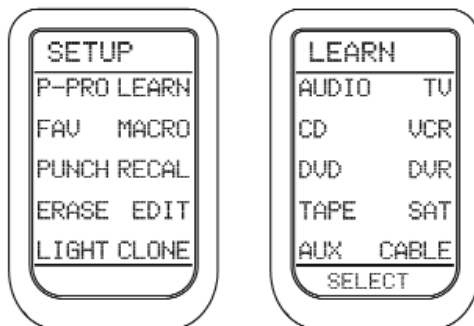 SETUP
P-PRO LEARN
FAV MACRO
PUNCH RECAL
ERASE EDIT
LIGHT CLONE
LEARN
AUDIO TV
CD VCR
DVD DVR
TAPE SAT
AUX CABLE
SELECT